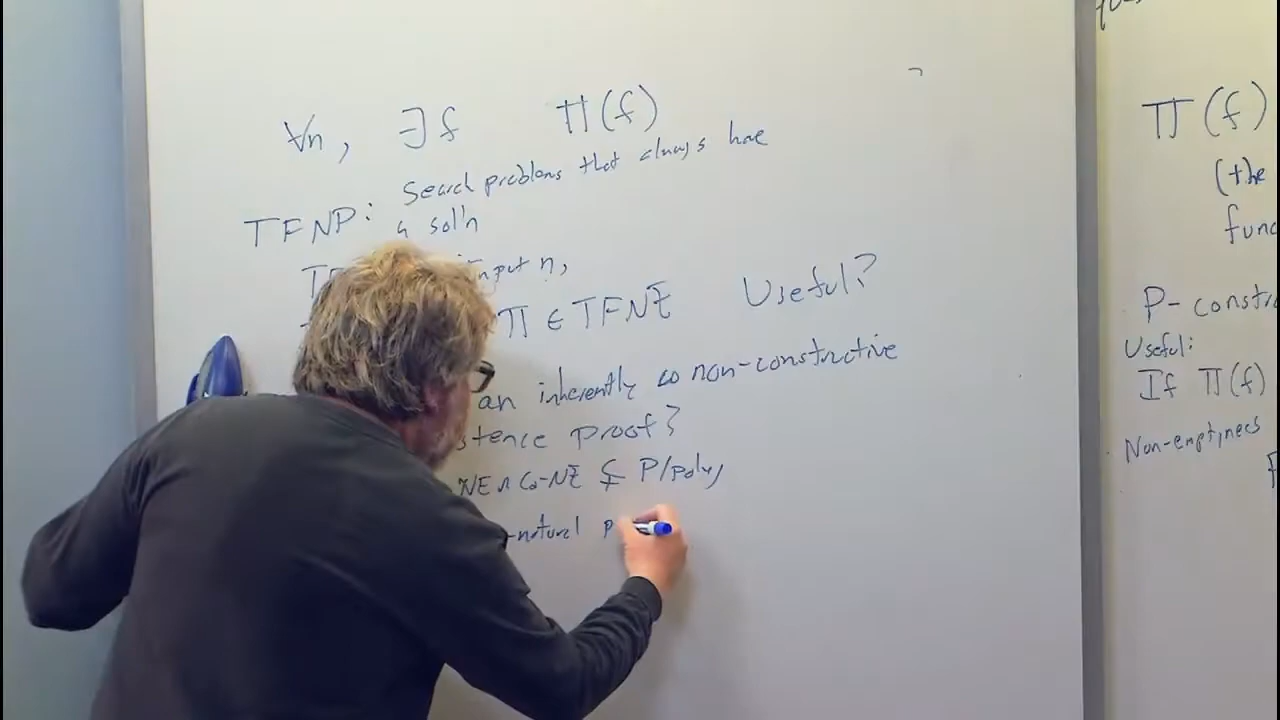 ∀n, ∃f Π(f)
Search problems that always have
TFNP: a sol'n
input n,
Π ∈ TFNE Useful?
an inherently non-constructive
stence proof?
NE ∩ Co-NE ⊊ P/poly
-natural p
Π(f)
(the
func
P-constr
Useful:
If Π(f)
Non-emptiness